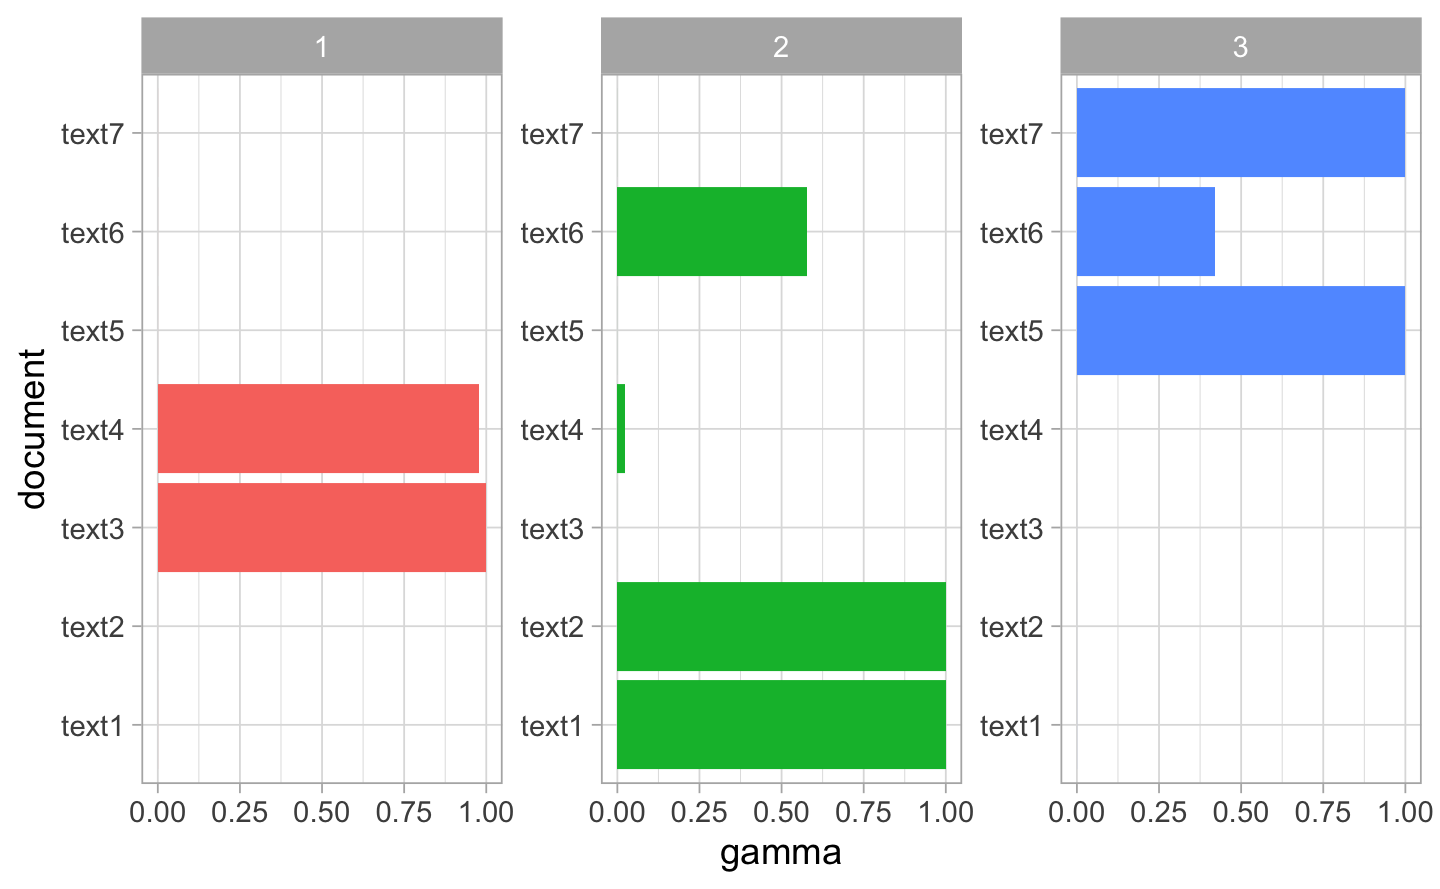 1 2 3
text7 text7 text7
text6 text6 text6
text5 text5 text5
text4 text4 text4
text3 text3 text3
text2 text2 text2
text1 text1 text1
document
0.00 0.25 0.50 0.75 1.00 0.00 0.25 0.50 0.75 1.00 0.00 0.25 0.50 0.75 1.00
gamma